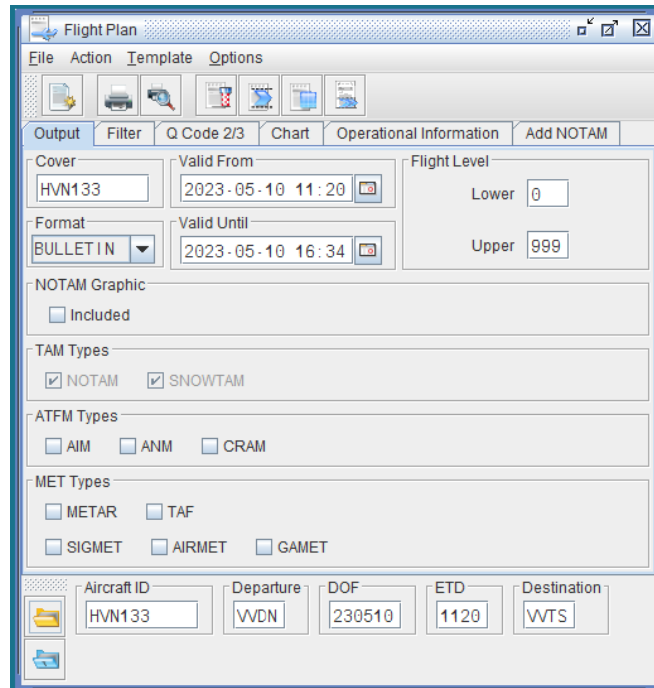 Flight Plan
File Action Template Options
Output Filter Q Code 2/3 Chart Operational Information Add NOTAM
Cover Valid From Flight Level
HVN133 2023-05-10 11:20 Lower 0
Format Valid Until
BULLETIN 2023-05-10 16:34 Upper 999
NOTAM Graphic
Included
TAM Types
NOTAM SNOWTAM
ATFM Types
AIM ANM CRAM
MET Types
METAR TAF
SIGMET AIRMET GAMET
Aircraft ID Departure DOF ETD Destination
HVN133 VVDN 230510 1120 VVTS